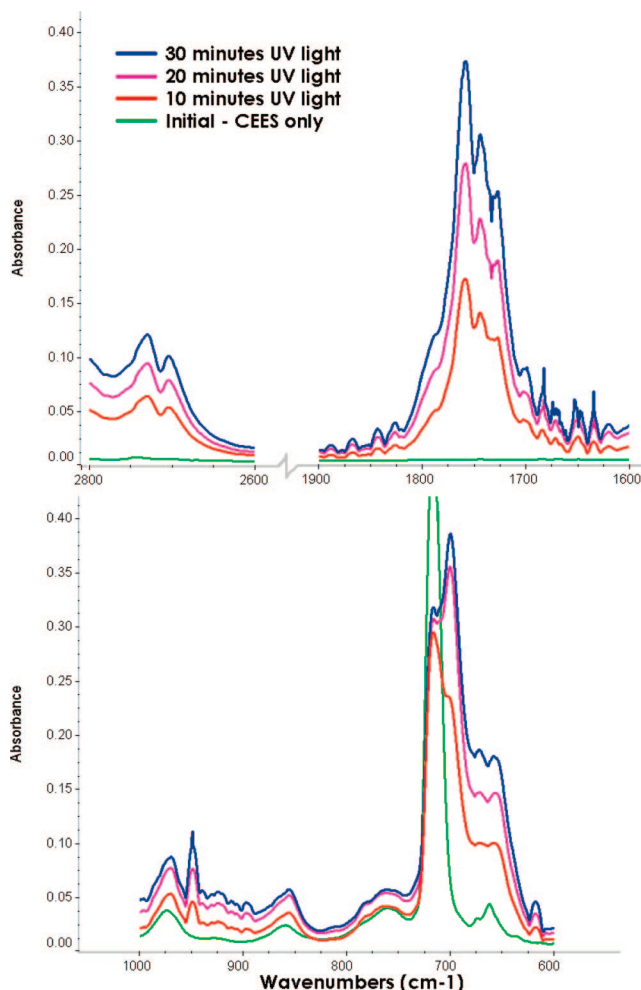 0.40
30 minutes UV light
20 minutes UV light
10 minutes UV light
Initial - CEES only
0.35
0.30
0.25
Absorbance
0.20
0.15
0.10
0.05
0.00
2800 2600 1900 1800 1700 1600
0.40
0.35
0.30
0.25
Absorbance
0.20
0.15
0.10
0.05
0.00
1000 900 800 700 600
Wavenumbers (cm-1)